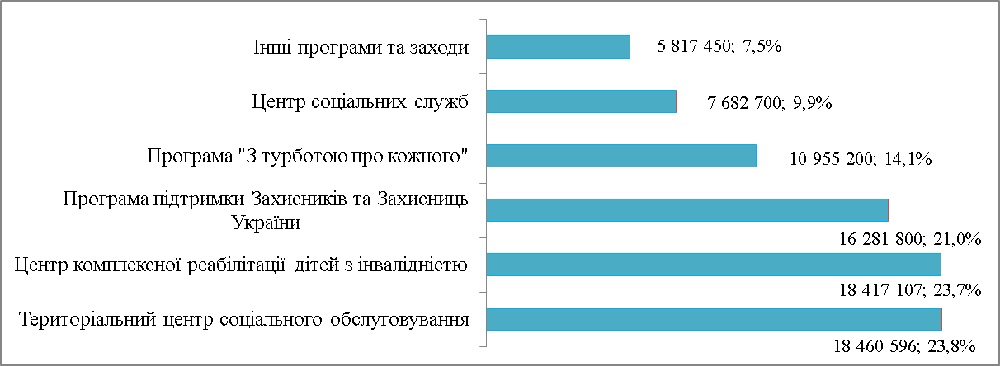 Інші програми та заходи
5 817 450; 7,5%
Центр соціальних служб
7 682 700; 9,9%
Програма "З турботою про кожного"
10 955 200; 14,1%
Програма підтримки Захисників та Захисниць
України
16 281 800; 21,0%
Центр комплексної реабілітації дітей з інвалідністю
18 417 107; 23,7%
Територіальний центр соціального обслуговування
18 460 596; 23,8%